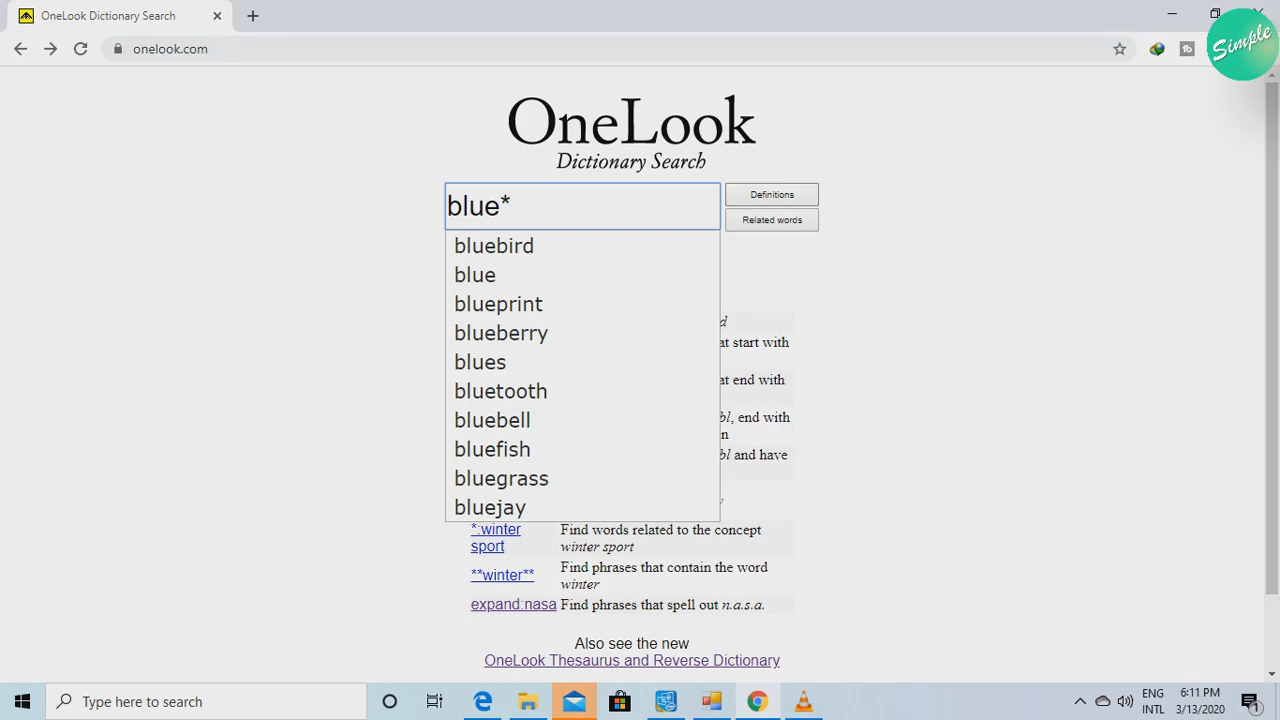 OneLook Dictionary Search
onelook.com
Simple
OneLook
Dictionary Search
blue*
Definitions
Related words
bluebird
blue
blueprint
blueberry
blues
bluetooth
bluebell
bluefish
bluegrass
bluejay
d
at start with
at end with
bl, end with
n
bl and have
*:winter sport
Find words related to the concept
winter sport
**winter**
Find phrases that contain the word
winter
expand:nasa Find phrases that spell out n.a.s.a.
Also see the new
OneLook Thesaurus and Reverse Dictionary
Type here to search
ENG
INTL
6:11 PM
3/13/2020
1